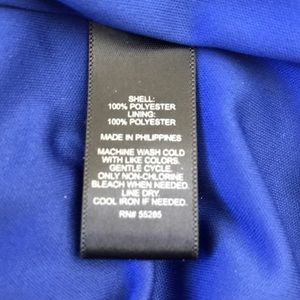 SHELL:
100% POLYESTER
LINING:
100% POLYESTER
MADE IN PHILIPPINES
MACHINE WASH COLD
WITH LIKE COLORS.
GENTLE CYCLE.
ONLY NON-CHLORINE
BLEACH WHEN NEEDED.
LINE DRY.
COOL IRON IF NEEDED.
RN# 55285